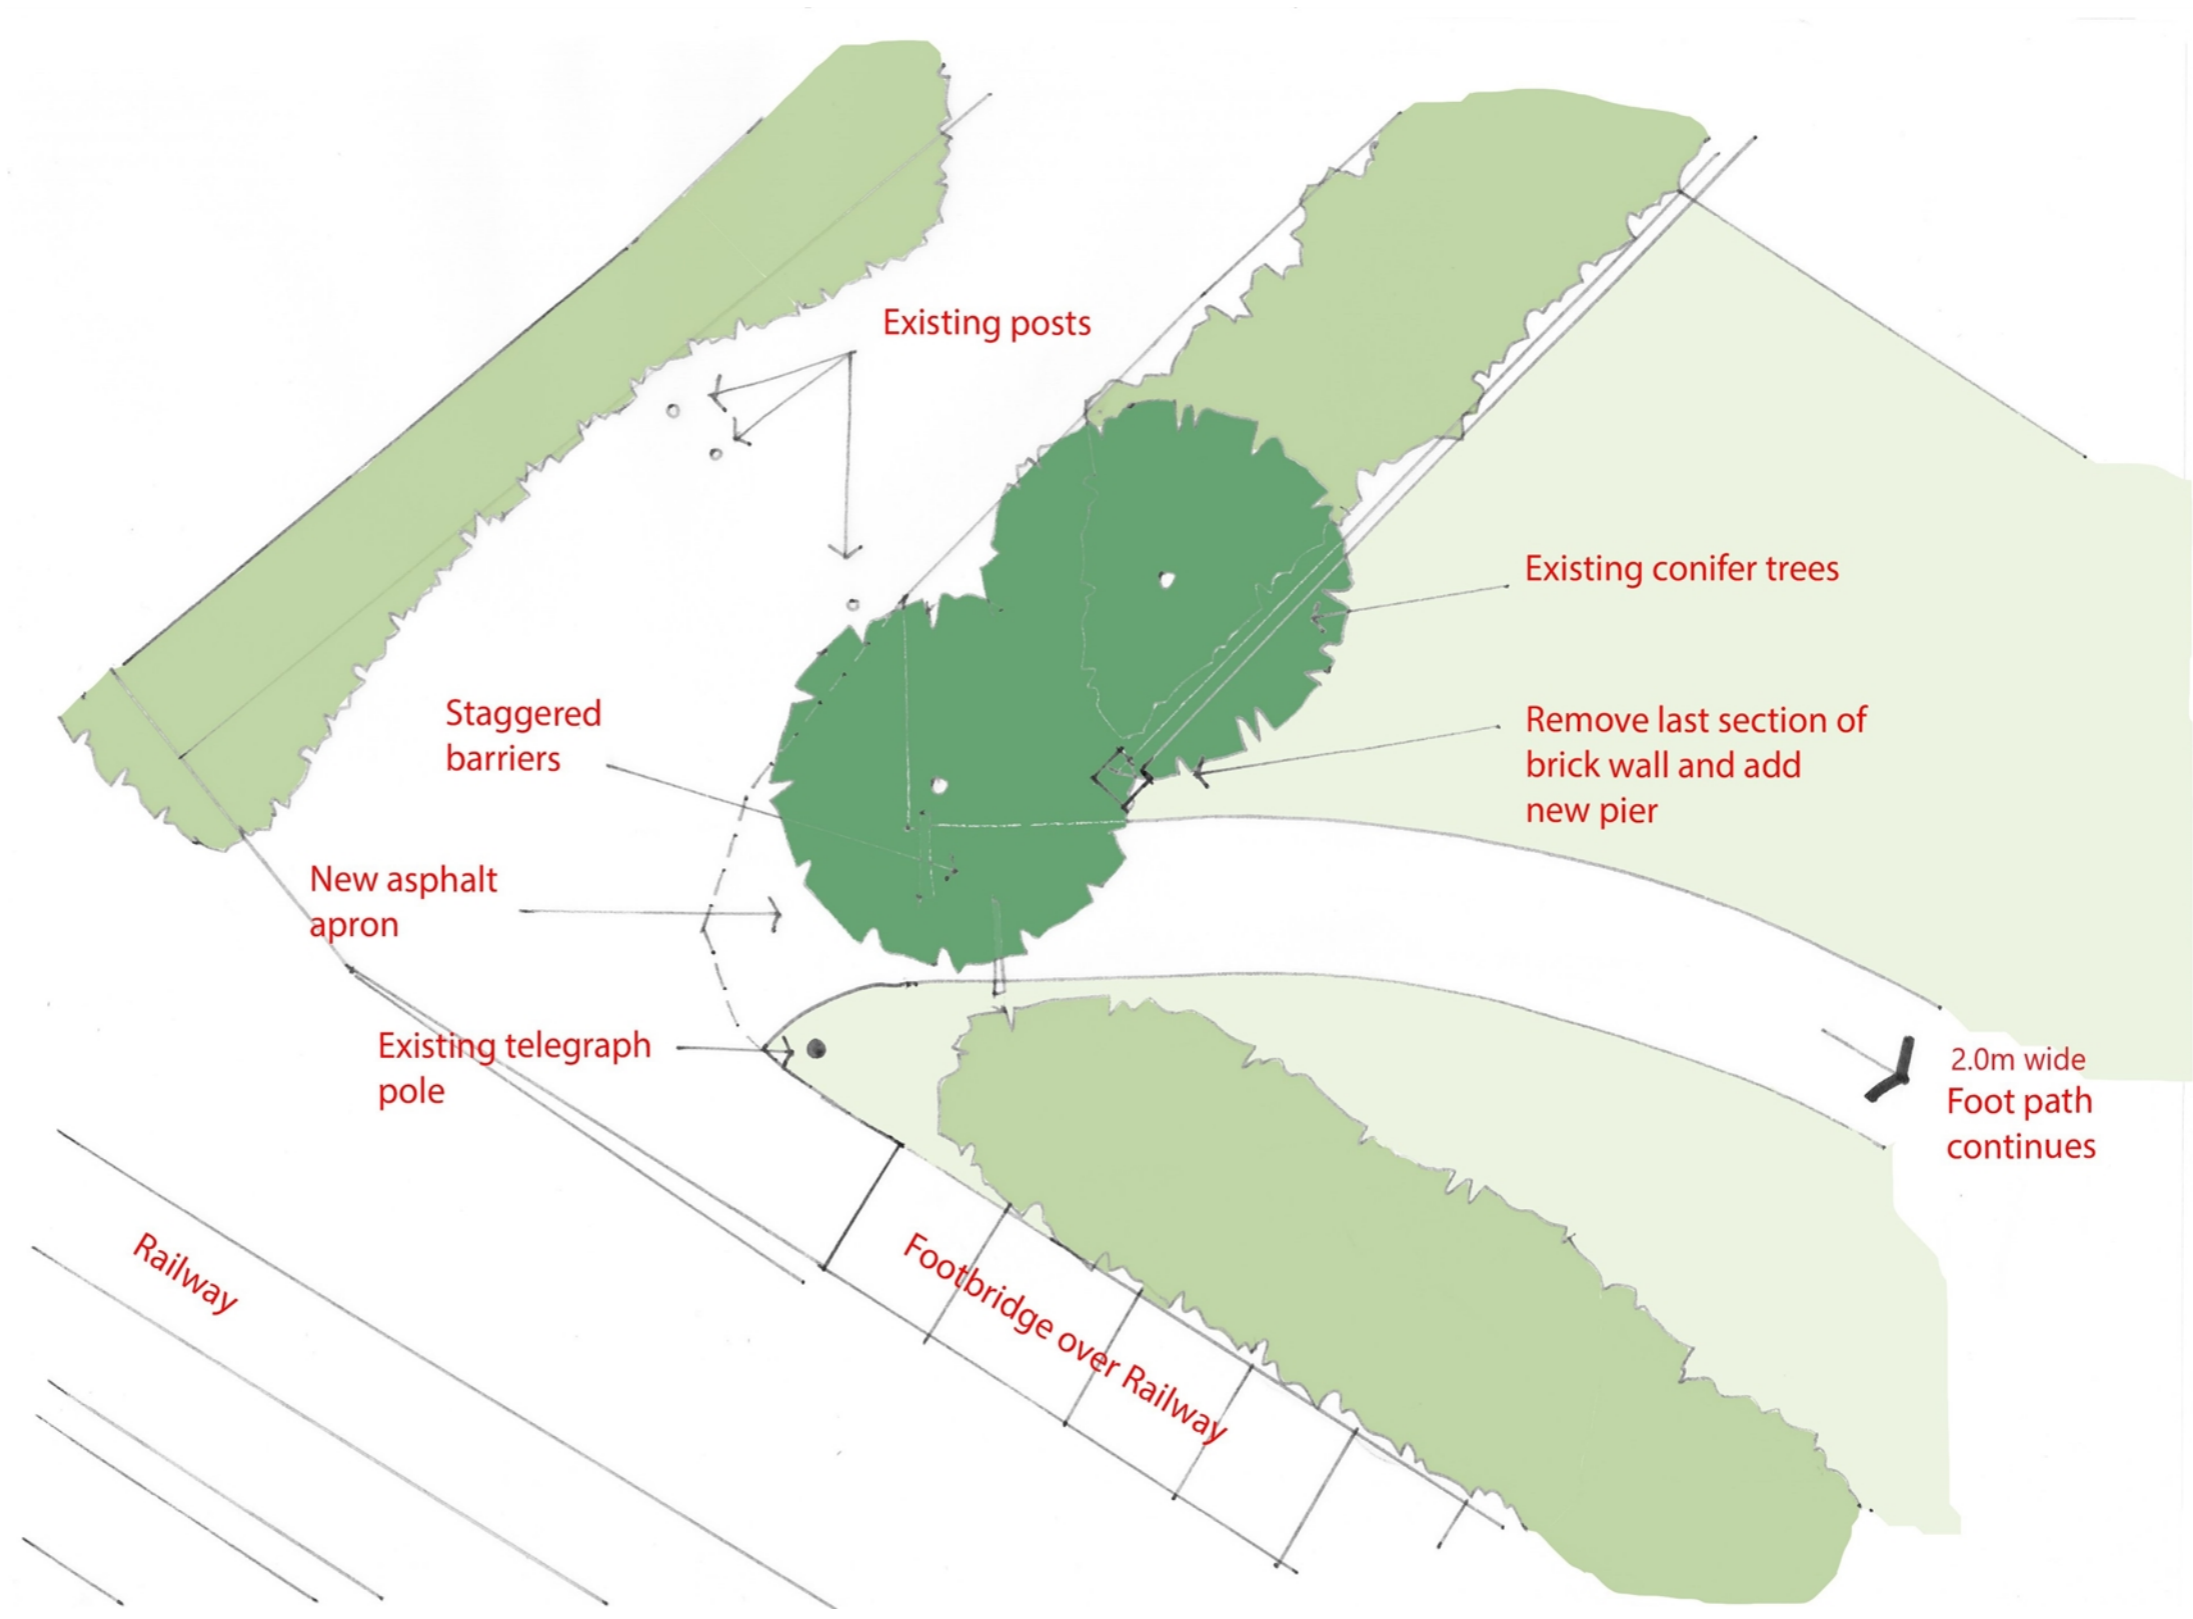 Existing posts
Existing conifer trees
Staggered
barriers
Remove last section of
brick wall and add
new pier
New asphalt
apron
Existing telegraph
pole
2.0m wide
Foot path
continues
Railway
Footbridge over Railway